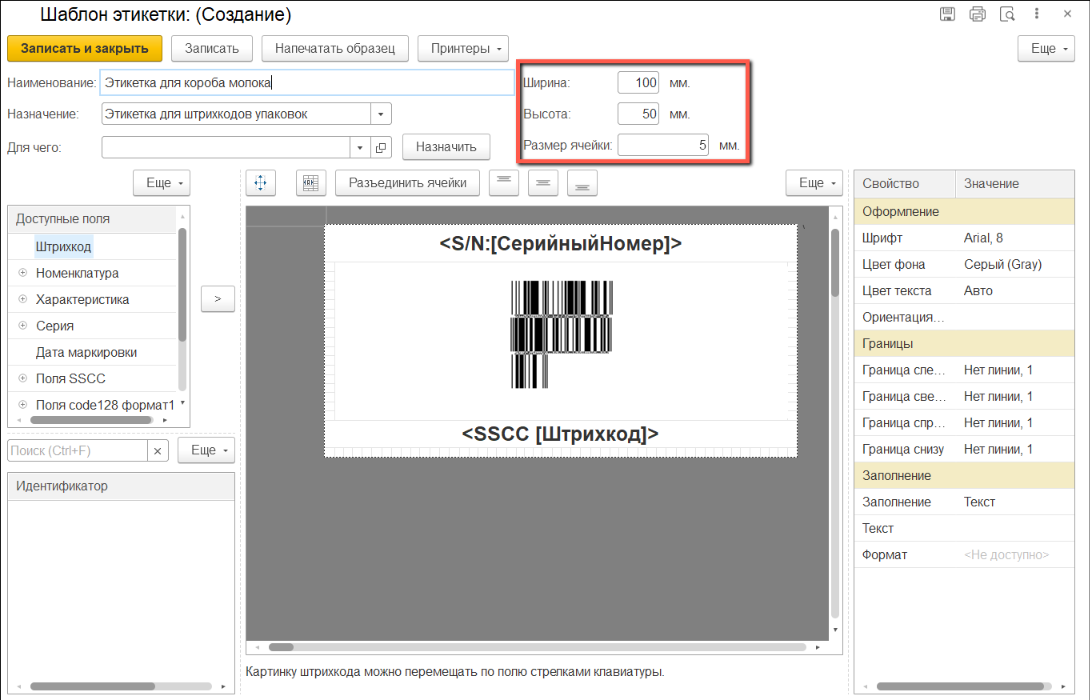 Шаблон этикетки: (Создание)
Записать и закрыть Записать Напечатать образец Принтеры Еще
Наименование: Этикетка для короба молока Ширина: 100 мм.
Назначение: Этикетка для штрихкодов упаковок Высота: 50 мм.
Для чего: Назначить Размер ячейки: 5 мм.
Еще Разъединить ячейки Еще
Доступные поля
Штрихкод
Номенклатура
Характеристика
Серия
Дата маркировки
Поля SSCC
Поля code128 формат1
>
Поиск (Ctrl+F) × Еще
Идентификатор
<S/N:[СерийныйНомер]>
<SSCC [Штрихкод]>
Картинку штрихкода можно перемещать по полю стрелками клавиатуры.
Свойство Значение
Оформление
Шрифт Arial, 8
Цвет фона Серый (Gray)
Цвет текста Авто
Ориентация...
Границы
Граница сле... Нет линии, 1
Граница све... Нет линии, 1
Граница спр... Нет линии, 1
Граница снизу Нет линии, 1
Заполнение
Заполнение Текст
Текст
Формат <Не доступно>